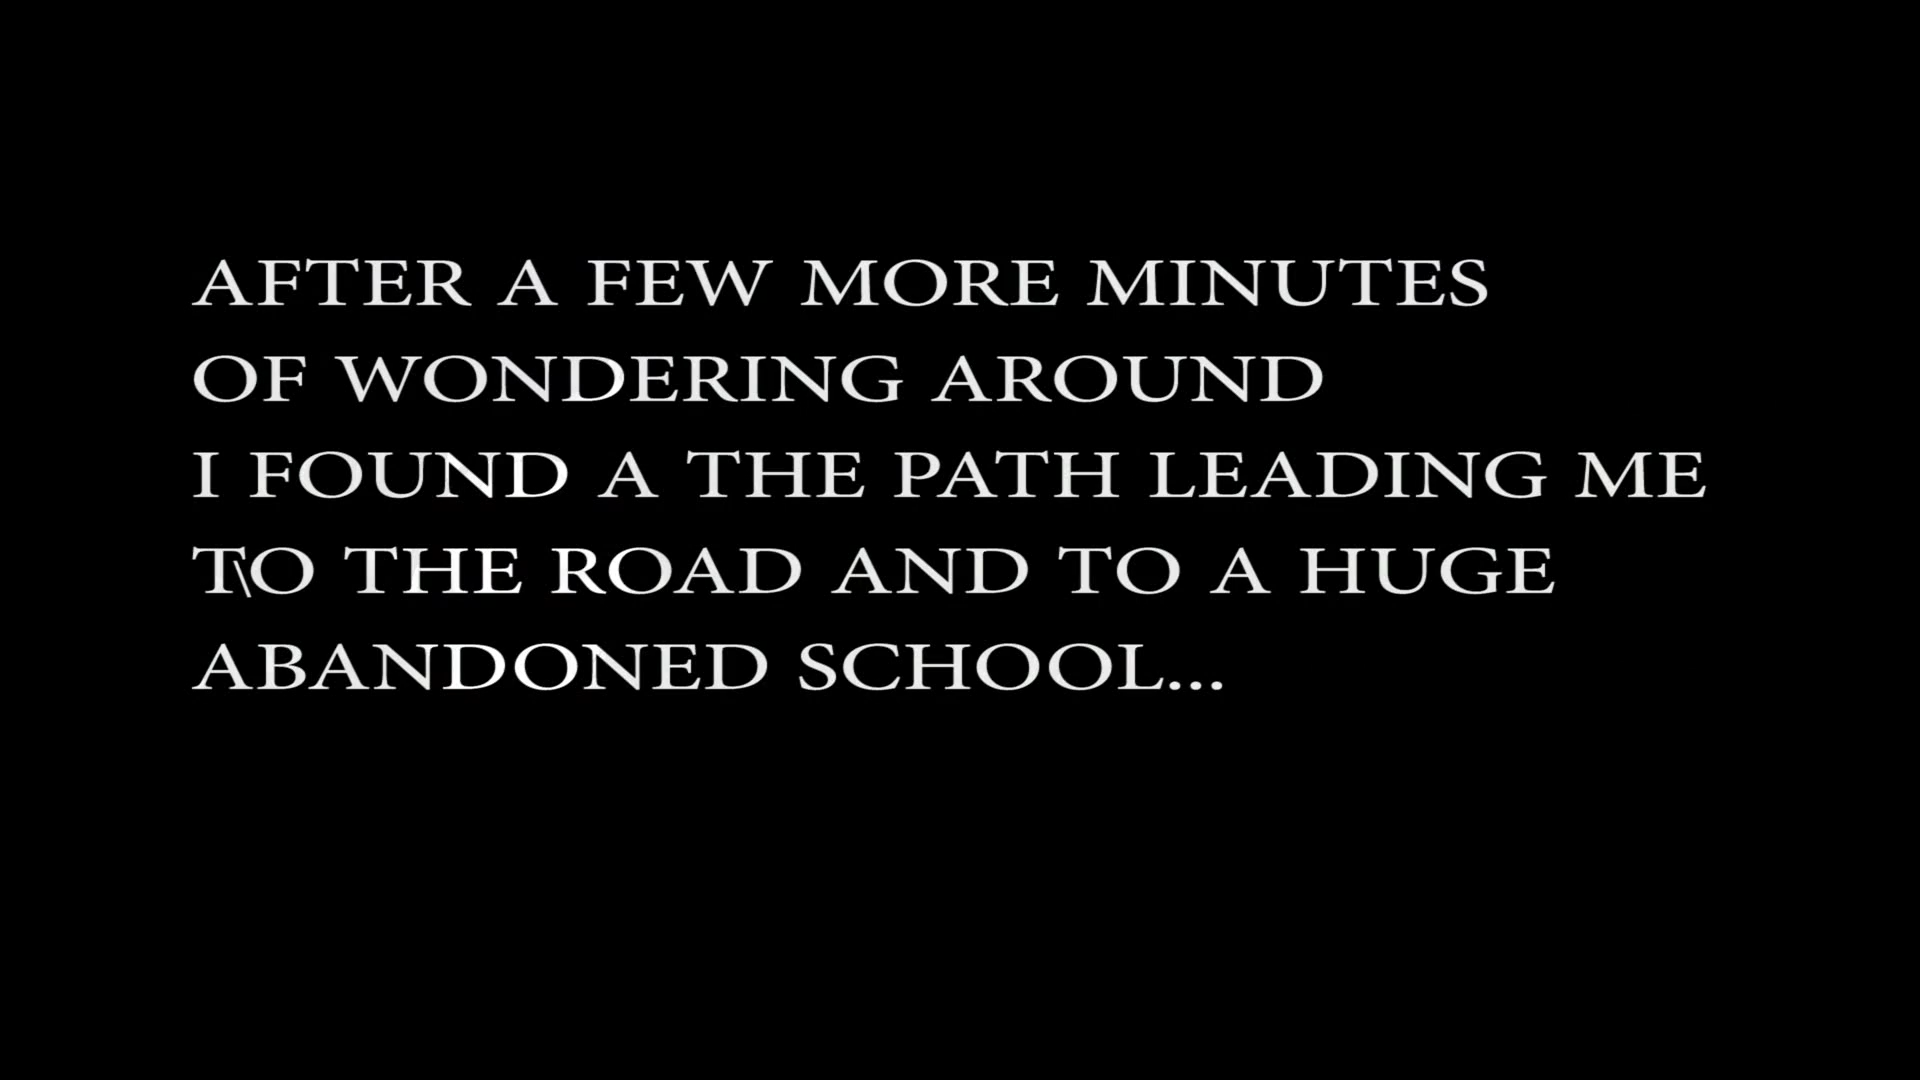 AFTER A FEW MORE MINUTES
OF WONDERING AROUND
I FOUND A THE PATH LEADING ME
T\O THE ROAD AND TO A HUGE
ABANDONED SCHOOL...